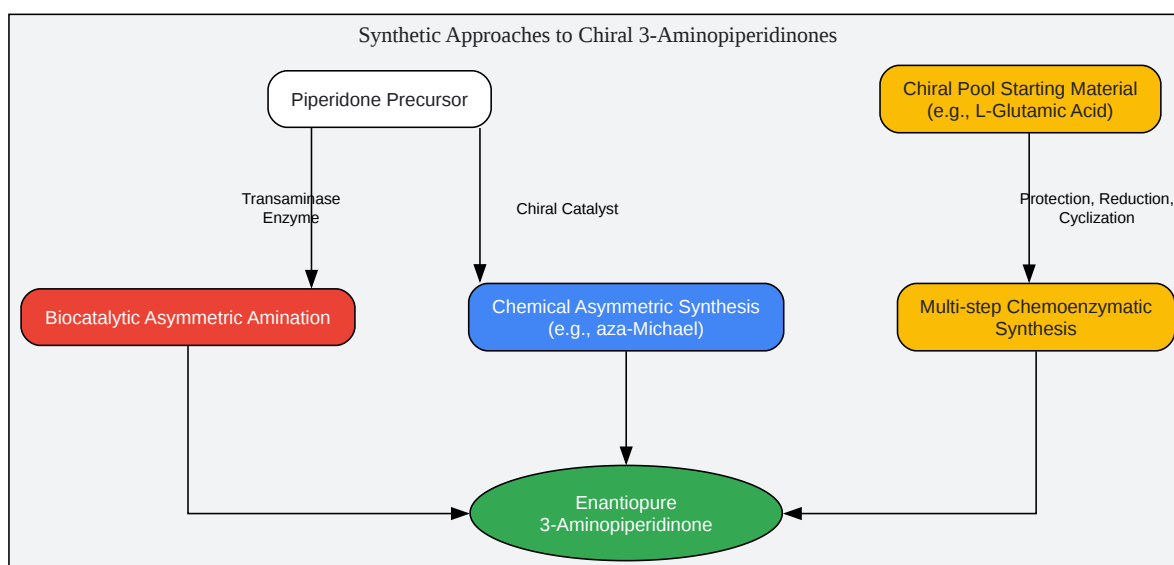 Synthetic Approaches to Chiral 3-Aminopiperidinones
Piperidone Precursor
Chiral Pool Starting Material
(e.g., L-Glutamic Acid)
Transaminase
Enzyme
Chiral Catalyst
Protection, Reduction,
Cyclization
Biocatalytic Asymmetric Amination
Chemical Asymmetric Synthesis
(e.g., aza-Michael)
Multi-step Chemoenzymatic
Synthesis
Enantiopure
3-Aminopiperidinone